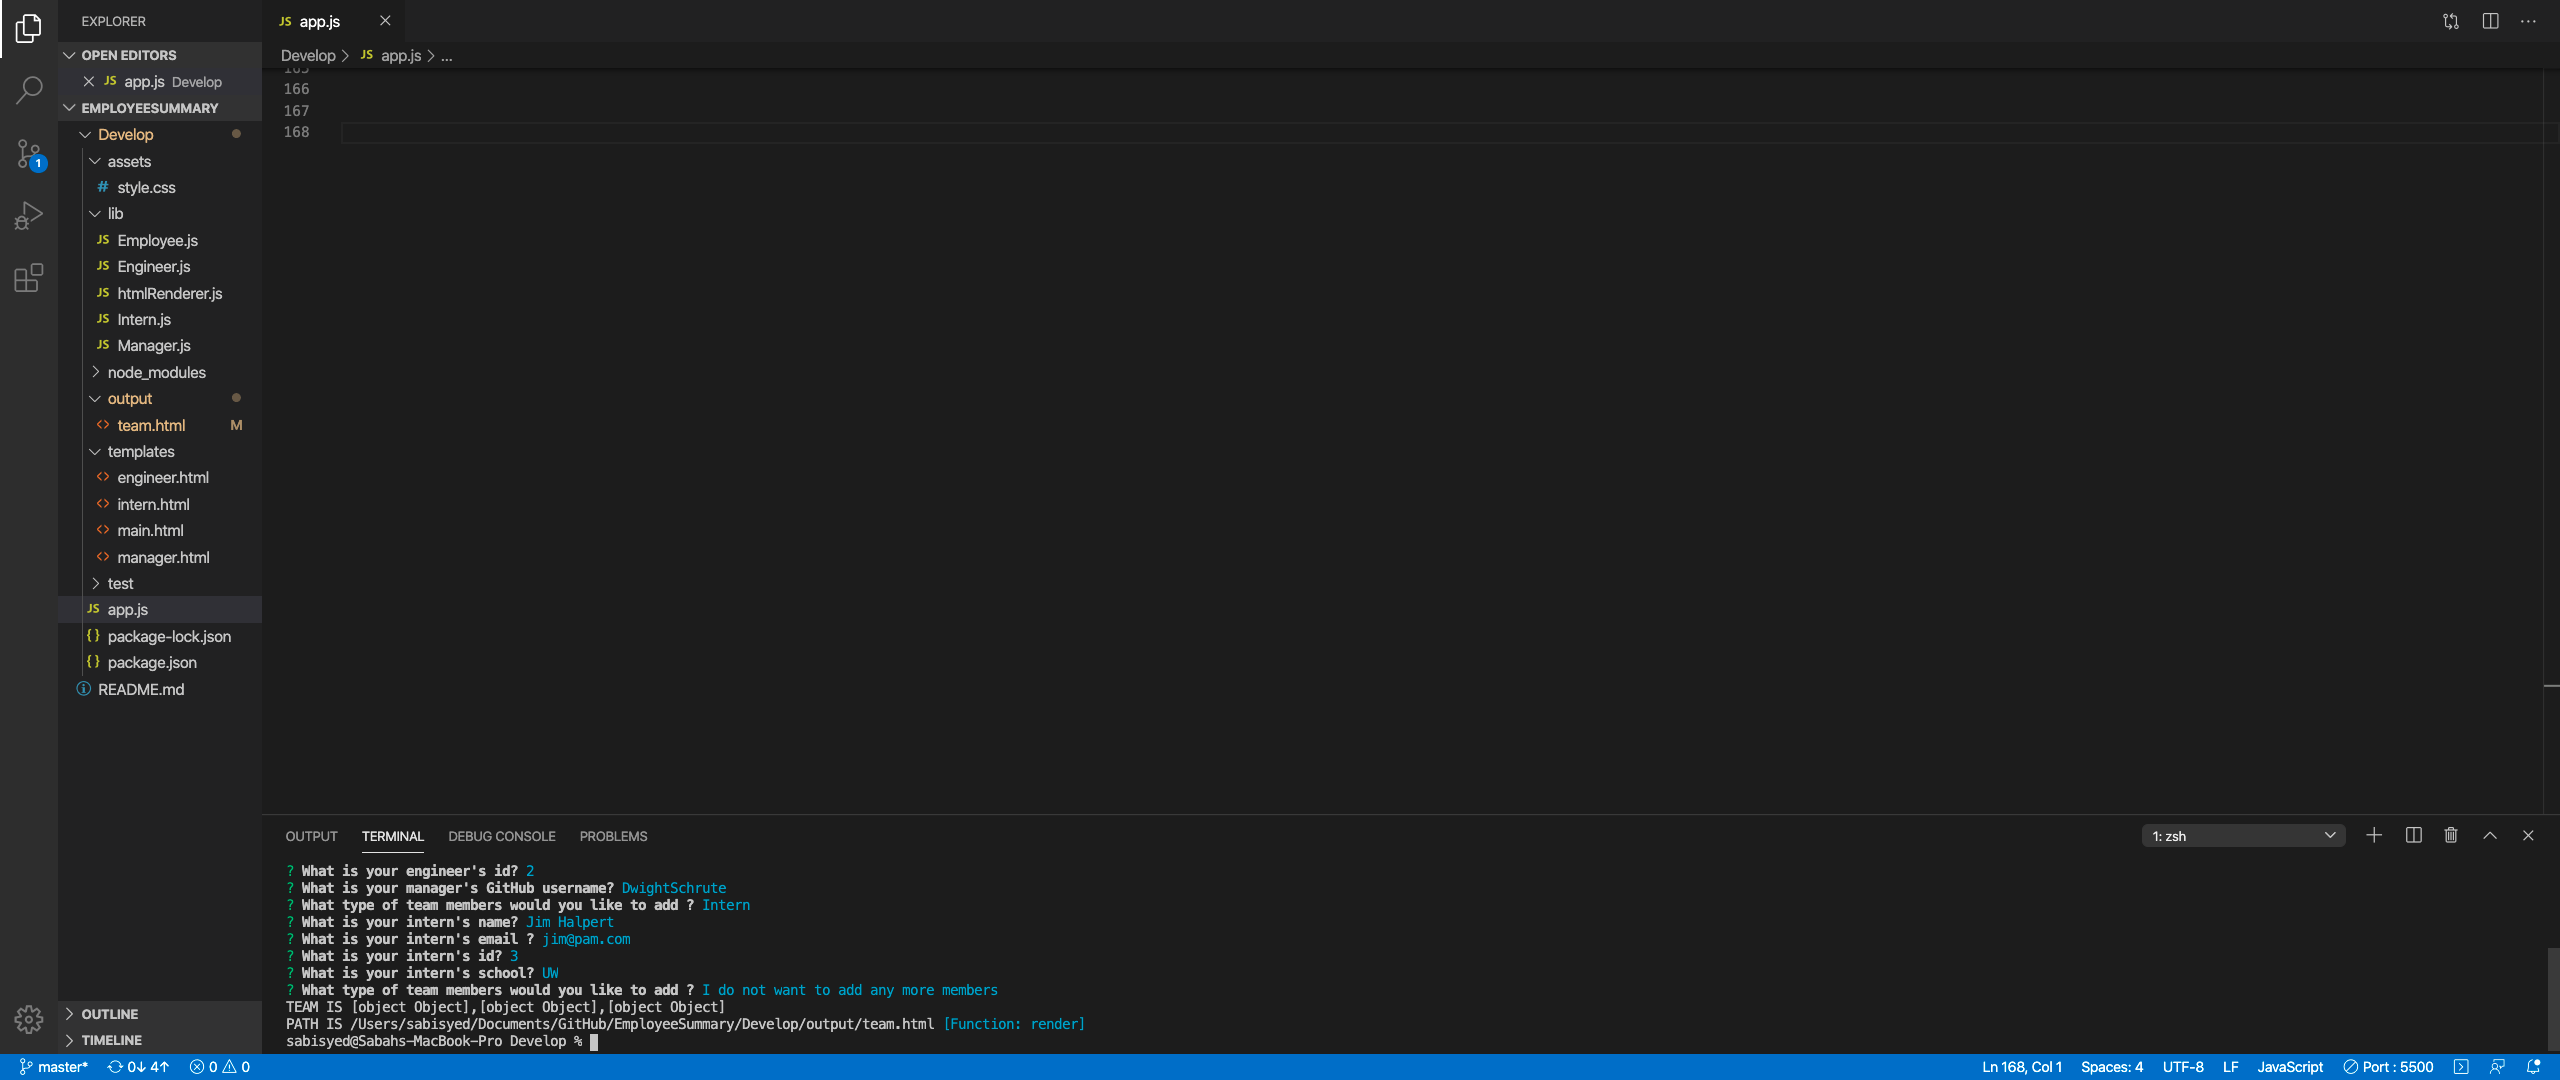 EXPLORER
OPEN EDITORS
JS app.js Develop
EMPLOYEESUMMARY
Develop
assets
# style.css
lib
JS Employee.js
JS Engineer.js
JS htmlRenderer.js
JS Intern.js
JS Manager.js
node_modules
output
<> team.html M
templates
<> engineer.html
<> intern.html
<> main.html
<> manager.html
test
JS app.js
{} package-lock.json
{} package.json
README.md
OUTLINE
TIMELINE
1
JS app.js
Develop > JS app.js > ...
165
166
167
168
OUTPUT TERMINAL DEBUG CONSOLE PROBLEMS
1: zsh
? What is your engineer's id? 2
? What is your manager's GitHub username? DwightSchrute
? What type of team members would you like to add ? Intern
? What is your intern's name? Jim Halpert
? What is your intern's email ? jim@pam.com
? What is your intern's id? 3
? What is your intern's school? UW
? What type of team members would you like to add ? I do not want to add any more members
TEAM IS [object Object],[object Object],[object Object]
PATH IS /Users/sabisyed/Documents/GitHub/EmployeeSummary/Develop/output/team.html [Function: render]
sabisyed@Sabahs-MacBook-Pro Develop %
master* 0↓ 4↑ 0 0 Ln 168, Col 1 Spaces: 4 UTF-8 LF JavaScript Port : 5500